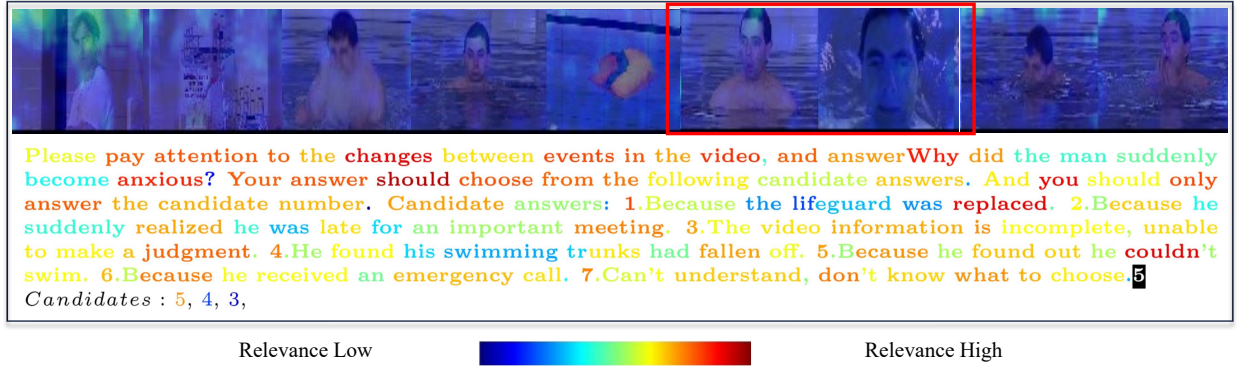 Please pay attention to the changes between events in the video, and answerWhy did the man suddenly
become anxious? Your answer should choose from the following candidate answers. And you should only
answer the candidate number. Candidate answers: 1.Because the lifeguard was replaced. 2.Because he
suddenly realized he was late for an important meeting. 3.The video information is incomplete, unable
to make a judgment. 4.He found his swimming trunks had fallen off. 5.Because he found out he couldn't
swim. 6.Because he received an emergency call. 7.Can't understand, don't know what to choose.5
Candidates : 5, 4, 3,
Relevance Low
Relevance High